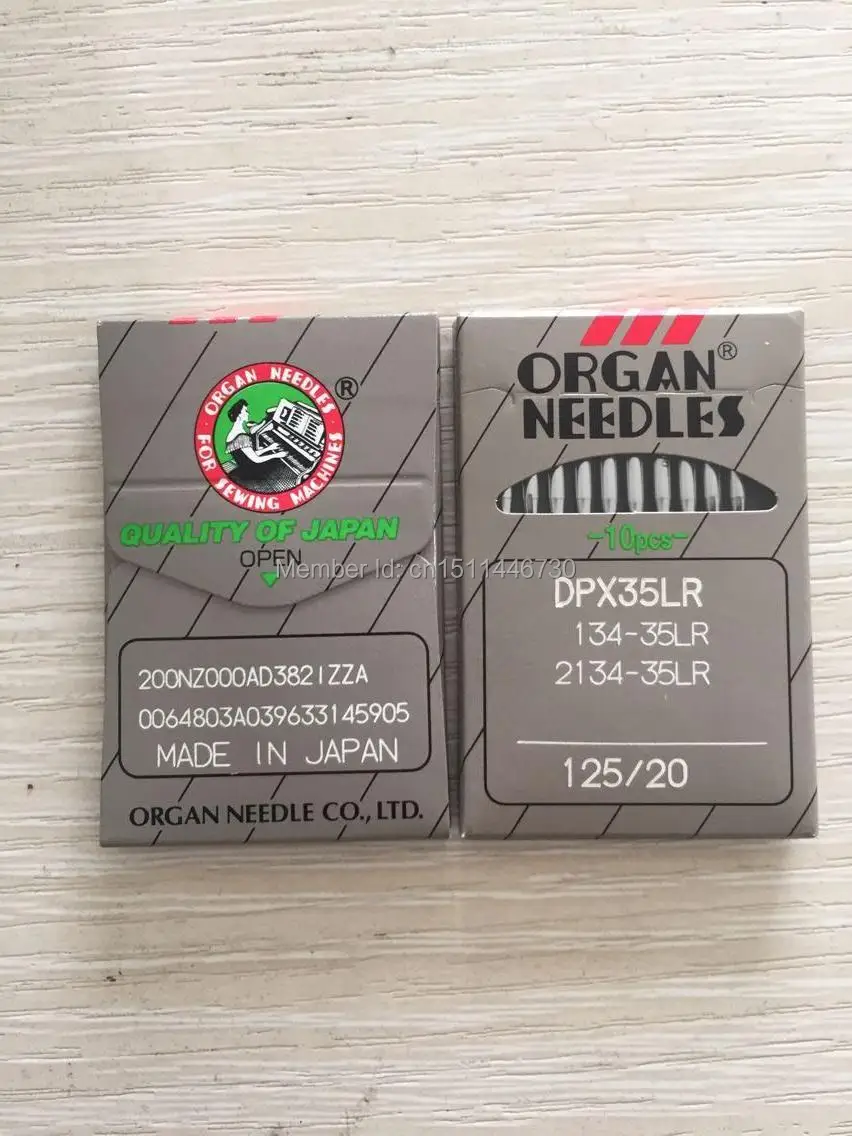 ORGAN NEEDLES
FOR SEWING MACHINES
®
QUALITY OF JAPAN
OPEN
Member Id: cn1511446730
200NZ000AD3821ZZA
0064803A039633145905
MADE IN JAPAN
ORGAN NEEDLE CO., LTD.
ORGAN®
NEEDLES
-10pcs-
DPX35LR
134-35LR
2134-35LR
125/20